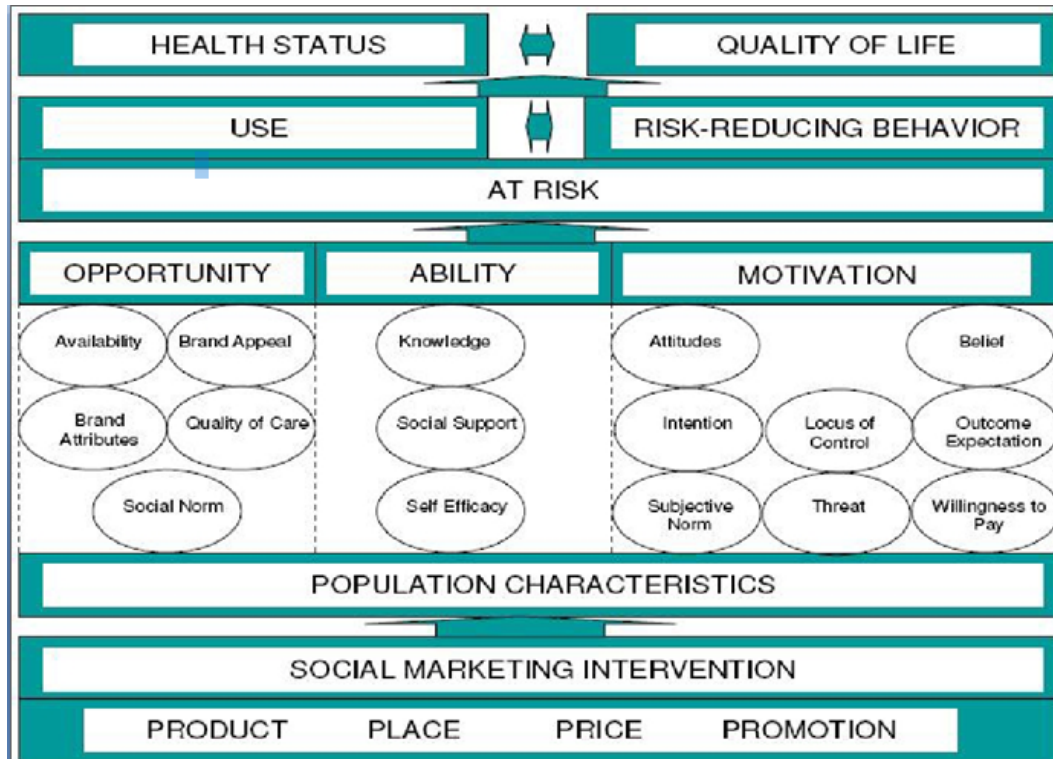 HEALTH STATUS
QUALITY OF LIFE
USE
RISK-REDUCING BEHAVIOR
AT RISK
OPPORTUNITY
ABILITY
MOTIVATION
Availability
Brand Appeal
Knowledge
Attitudes
Belief
Brand
Attributes
Quality of Care
Social Support
Intention
Locus of
Control
Outcome
Expectation
Social Norm
Self Efficacy
Subjective
Norm
Threat
Willingness to
Pay
POPULATION CHARACTERISTICS
SOCIAL MARKETING INTERVENTION
PRODUCT PLACE PRICE PROMOTION